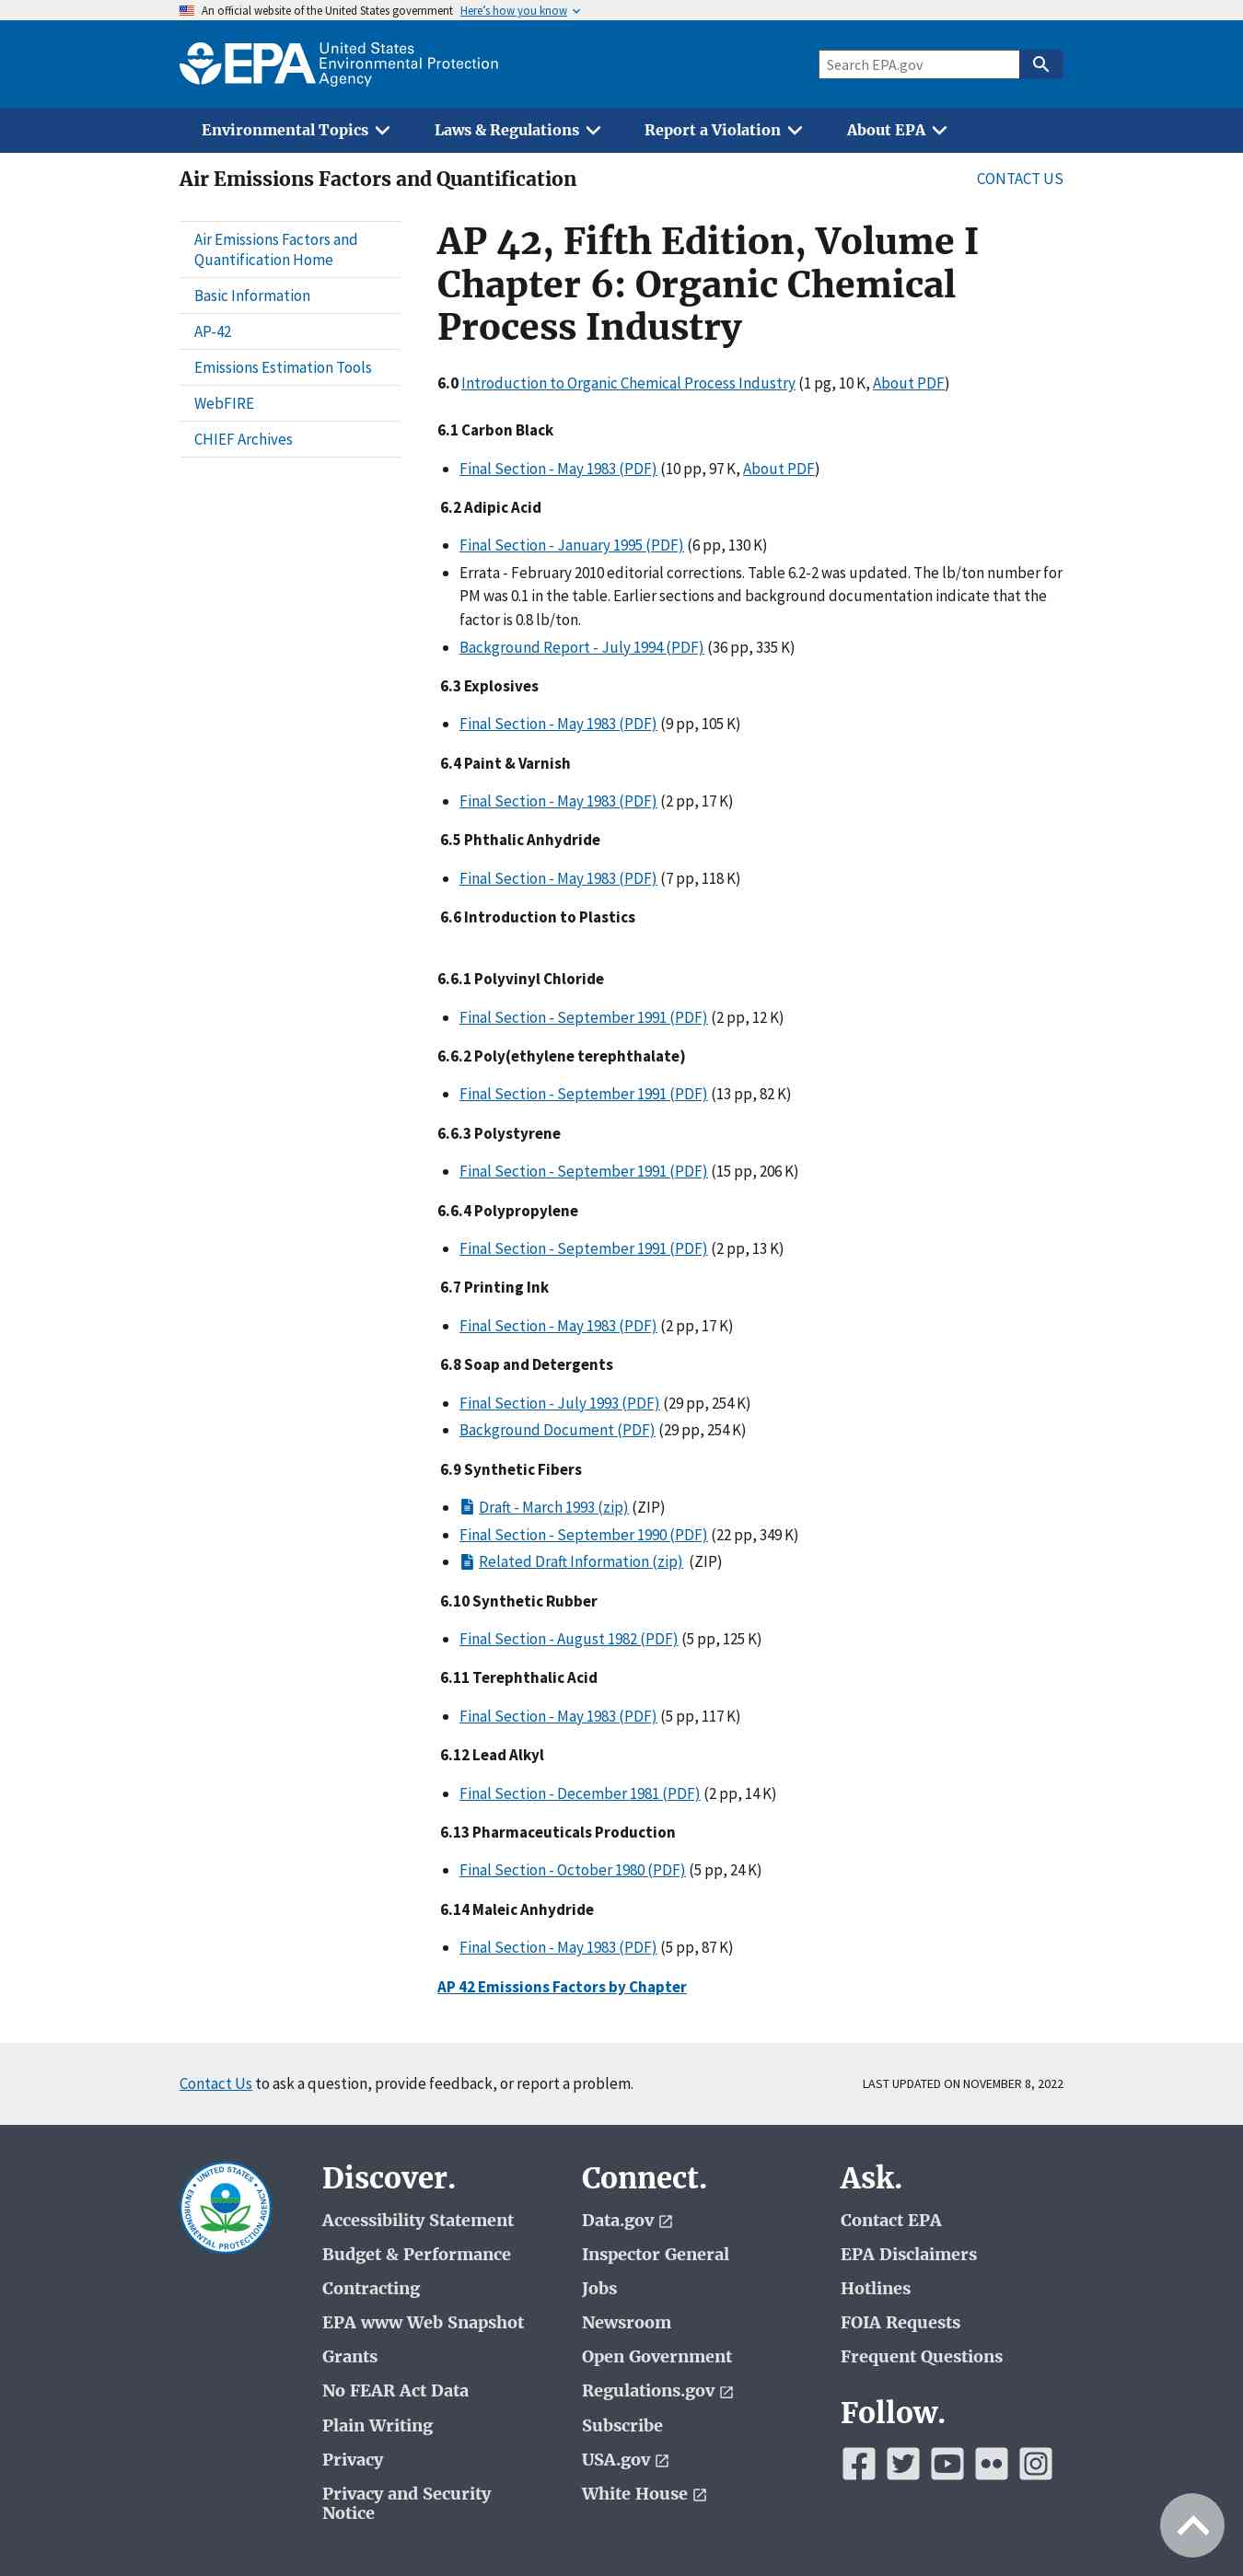 An official website of the United States government Here's how you know
EPA United States
Environmental Protection
Agency
Search EPA.gov
Environmental Topics
Laws & Regulations
Report a Violation
About EPA
Air Emissions Factors and Quantification
CONTACT US
Air Emissions Factors and
Quantification Home
Basic Information
AP-42
Emissions Estimation Tools
WebFIRE
CHIEF Archives
AP 42, Fifth Edition, Volume I
Chapter 6: Organic Chemical
Process Industry
6.0 Introduction to Organic Chemical Process Industry (1 pg, 10 K, About PDF)
6.1 Carbon Black
Final Section - May 1983 (PDF) (10 pp, 97 K, About PDF)
6.2 Adipic Acid
Final Section - January 1995 (PDF) (6 pp, 130 K)
Errata - February 2010 editorial corrections. Table 6.2-2 was updated. The lb/ton number for
PM was 0.1 in the table. Earlier sections and background documentation indicate that the
factor is 0.8 lb/ton.
Background Report - July 1994 (PDF) (36 pp, 335 K)
6.3 Explosives
Final Section - May 1983 (PDF) (9 pp, 105 K)
6.4 Paint & Varnish
Final Section - May 1983 (PDF) (2 pp, 17 K)
6.5 Phthalic Anhydride
Final Section - May 1983 (PDF) (7 pp, 118 K)
6.6 Introduction to Plastics
6.6.1 Polyvinyl Chloride
Final Section - September 1991 (PDF) (2 pp, 12 K)
6.6.2 Poly(ethylene terephthalate)
Final Section - September 1991 (PDF) (13 pp, 82 K)
6.6.3 Polystyrene
Final Section - September 1991 (PDF) (15 pp, 206 K)
6.6.4 Polypropylene
Final Section - September 1991 (PDF) (2 pp, 13 K)
6.7 Printing Ink
Final Section - May 1983 (PDF) (2 pp, 17 K)
6.8 Soap and Detergents
Final Section - July 1993 (PDF) (29 pp, 254 K)
Background Document (PDF) (29 pp, 254 K)
6.9 Synthetic Fibers
Draft - March 1993 (zip) (ZIP)
Final Section - September 1990 (PDF) (22 pp, 349 K)
Related Draft Information (zip) (ZIP)
6.10 Synthetic Rubber
Final Section - August 1982 (PDF) (5 pp, 125 K)
6.11 Terephthalic Acid
Final Section - May 1983 (PDF) (5 pp, 117 K)
6.12 Lead Alkyl
Final Section - December 1981 (PDF) (2 pp, 14 K)
6.13 Pharmaceuticals Production
Final Section - October 1980 (PDF) (5 pp, 24 K)
6.14 Maleic Anhydride
Final Section - May 1983 (PDF) (5 pp, 87 K)
AP 42 Emissions Factors by Chapter
Contact Us to ask a question, provide feedback, or report a problem.
LAST UPDATED ON NOVEMBER 8, 2022
UNITED STATES
ENVIRONMENTAL PROTECTION AGENCY
Discover.
Accessibility Statement
Budget & Performance
Contracting
EPA www Web Snapshot
Grants
No FEAR Act Data
Plain Writing
Privacy
Privacy and Security
Notice
Connect.
Data.gov
Inspector General
Jobs
Newsroom
Open Government
Regulations.gov
Subscribe
USA.gov
White House
Ask.
Contact EPA
EPA Disclaimers
Hotlines
FOIA Requests
Frequent Questions
Follow.